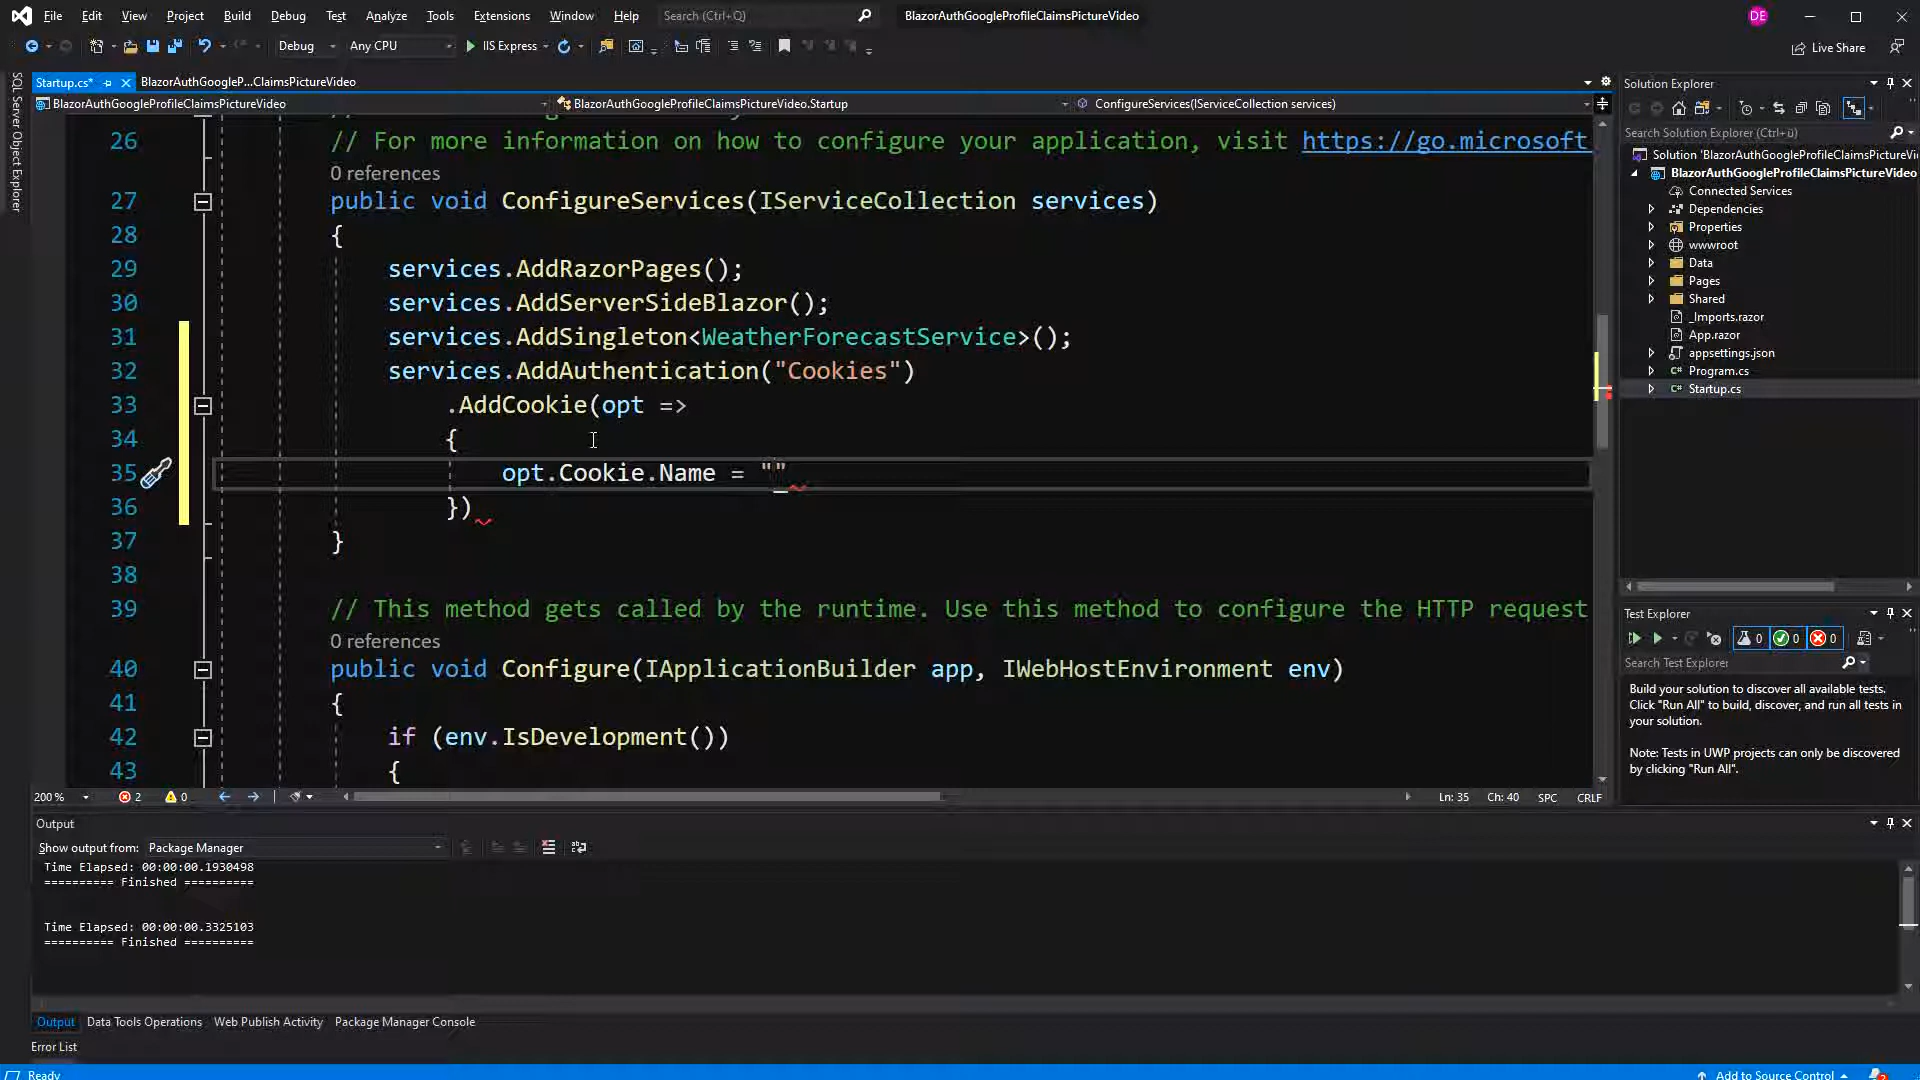 File Edit View Project Build Debug Test Analyze Tools Extensions Window Help Search (Ctrl+Q) BlazorAuthGoogleProfileClaimsPictureVideo DE
Debug Any CPU IIS Express Live Share
SQL Server Object Explorer
Startup.cs* BlazorAuthGoogleP...ClaimsPictureVideo
BlazorAuthGoogleProfileClaimsPictureVideo BlazorAuthGoogleProfileClaimsPictureVideo.Startup ConfigureServices(IServiceCollection services)
26 // For more information on how to configure your application, visit https://go.microsoft.
0 references
27 public void ConfigureServices(IServiceCollection services)
28 {
29 services.AddRazorPages();
30 services.AddServerSideBlazor();
31 services.AddSingleton<WeatherForecastService>();
32 services.AddAuthentication("Cookies")
33 .AddCookie(opt =>
34 {
35 opt.Cookie.Name = ""
36 })
37 }
38
39 // This method gets called by the runtime. Use this method to configure the HTTP request
0 references
40 public void Configure(IApplicationBuilder app, IWebHostEnvironment env)
41 {
42 if (env.IsDevelopment())
43 {
200 % 2 0 Ln: 35 Ch: 40 SPC CRLF
Solution Explorer
Search Solution Explorer (Ctrl+ü)
Solution 'BlazorAuthGoogleProfileClaimsPictureVi
BlazorAuthGoogleProfileClaimsPictureVideo
Connected Services
Dependencies
Properties
wwwroot
Data
Pages
Shared
_Imports.razor
App.razor
appsettings.json
Program.cs
Startup.cs
Test Explorer
0 0 0
Search Test Explorer
Build your solution to discover all available tests.
Click "Run All" to build, discover, and run all tests in
your solution.
Note: Tests in UWP projects can only be discovered
by clicking "Run All".
Output
Show output from: Package Manager
Time Elapsed: 00:00:00.1930498
========== Finished ==========
Time Elapsed: 00:00:00.3325103
========== Finished ==========
Output Data Tools Operations Web Publish Activity Package Manager Console
Error List
Ready Add to Source Control